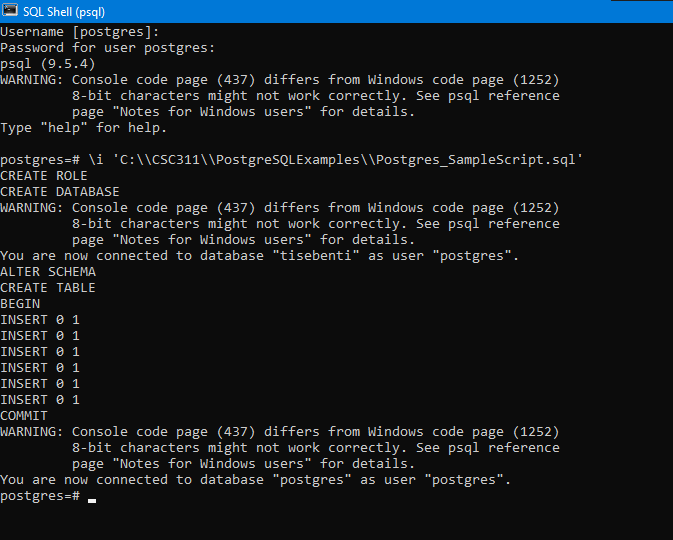 SQL Shell (psql)
Username [postgres]:
Password for user postgres:
psql (9.5.4)
WARNING: Console code page (437) differs from Windows code page (1252)
         8-bit characters might not work correctly. See psql reference
         page "Notes for Windows users" for details.
Type "help" for help.

postgres=# \i 'C:\\CSC311\\PostgreSQLExamples\\Postgres_SampleScript.sql'
CREATE ROLE
CREATE DATABASE
WARNING: Console code page (437) differs from Windows code page (1252)
         8-bit characters might not work correctly. See psql reference
         page "Notes for Windows users" for details.
You are now connected to database "tisebenti" as user "postgres".
ALTER SCHEMA
CREATE TABLE
BEGIN
INSERT 0 1
INSERT 0 1
INSERT 0 1
INSERT 0 1
INSERT 0 1
INSERT 0 1
COMMIT
WARNING: Console code page (437) differs from Windows code page (1252)
         8-bit characters might not work correctly. See psql reference
         page "Notes for Windows users" for details.
You are now connected to database "postgres" as user "postgres".
postgres=#